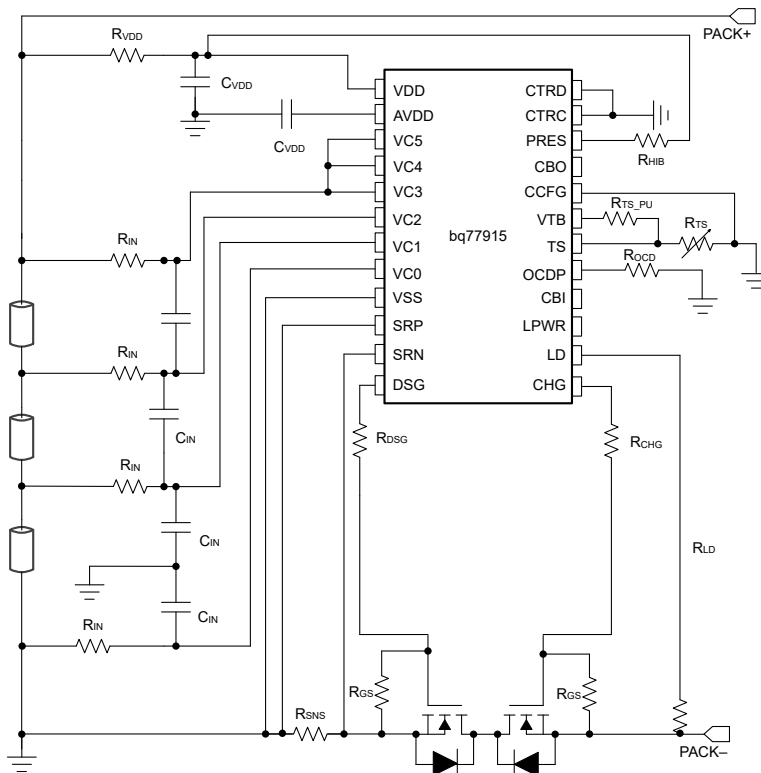 PACK+
RVDD
CVDD
CVDD
VDD
AVDD
VC5
VC4
VC3
VC2
VC1
VC0
VSS
SRP
SRN
DSG
bq77915
CTRD
CTRC
PRES
CBO
CCFG
VTB
TS
OCDP
CBI
LPWR
LD
CHG
RHIB
RTS_PU
RTS
ROCD
RIN
RIN
CIN
RIN
CIN
CIN
RIN
RDSG
RCHG
RLD
RGS
RGS
RSNS
PACK–